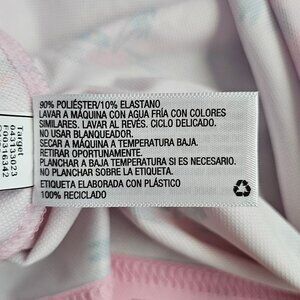 90% POLIÉSTER/10% ELASTANO
LAVAR A MÁQUINA CON AGUA FRÍA CON COLORES
SIMILARES. LAVAR AL REVÉS. CICLO DELICADO.
NO USAR BLANQUEADOR.
SECAR A MÁQUINA A TEMPERATURA BAJA.
RETIRAR OPORTUNAMENTE.
PLANCHAR A BAJA TEMPERATURA SI ES NECESARIO.
NO PLANCHAR SOBRE LA ETIQUETA.
ETIQUETA ELABORADA CON PLÁSTICO
100% RECICLADO
Target